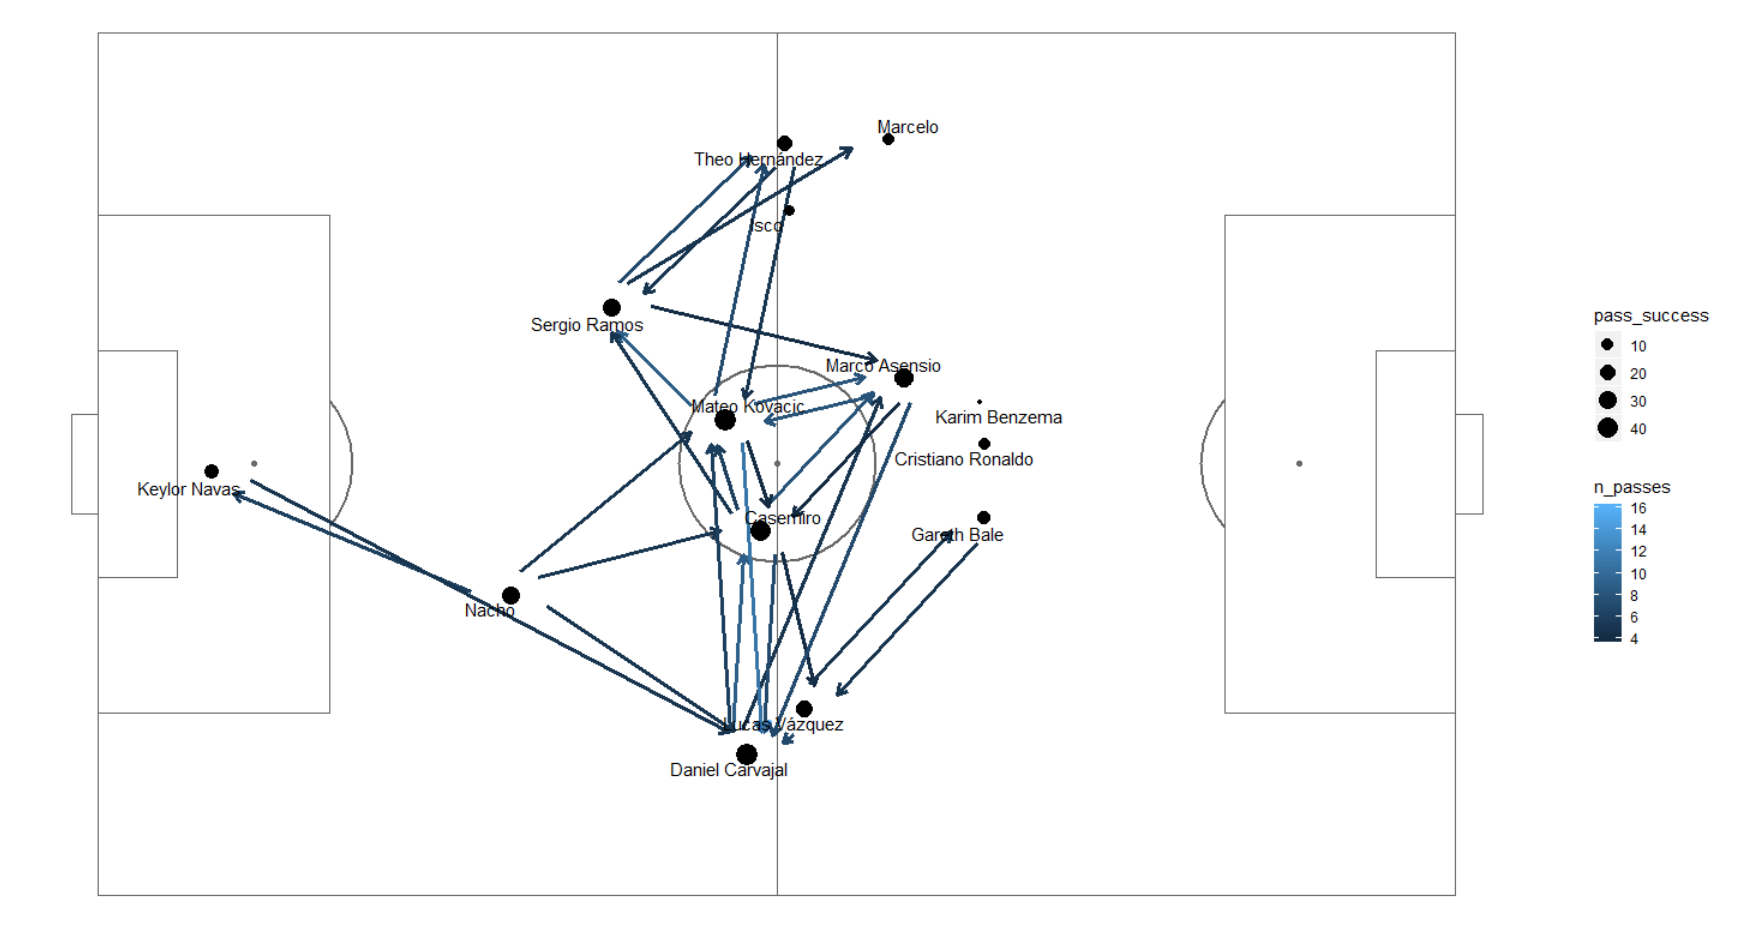 Marcelo
Theo Hernández
Isco
Sergio Ramos
Marco Asensio
Mateo Kovacic
Karim Benzema
Cristiano Ronaldo
Keylor Navas
Casemiro
Gareth Bale
Nacho
Lucas Vázquez
Daniel Carvajal
pass_success
10
20
30
40
n_passes
16
14
12
10
8
6
4